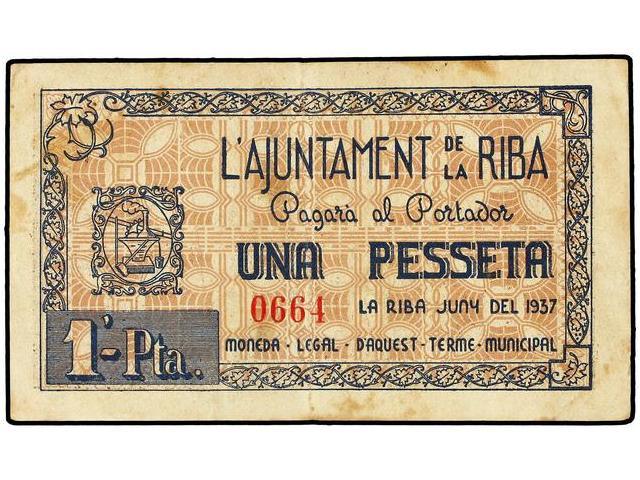 L'AJUNTAMENT DE LA RIBA
Pagarà al Portador
UNA PESSETA
0664
LA RIBA JUNY DEL 1937
1'-Pta.
MONEDA - LEGAL - D'AQUEST - TERME - MUNICIPAL